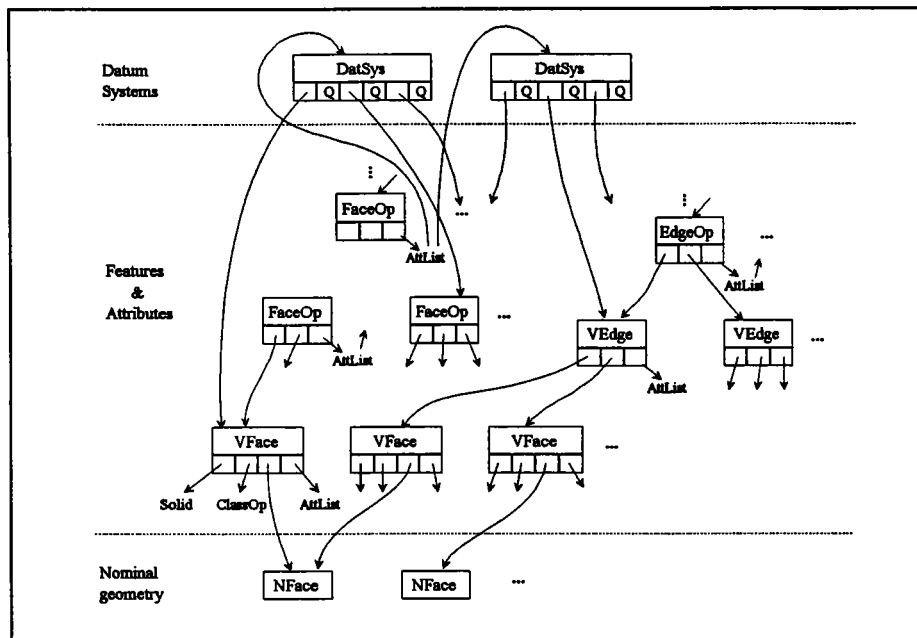 Datum
Systems
DatSys
Q Q Q
DatSys
Q Q Q
...
FaceOp
...
...
EdgeOp
...
AttList
AttList
Features
&
Attributes
FaceOp
FaceOp
...
VEdge
VEdge
...
AttList
AttList
VFace
VFace
VFace
...
Solid
ClassOp
AttList
Nominal
geometry
NFace
NFace
...